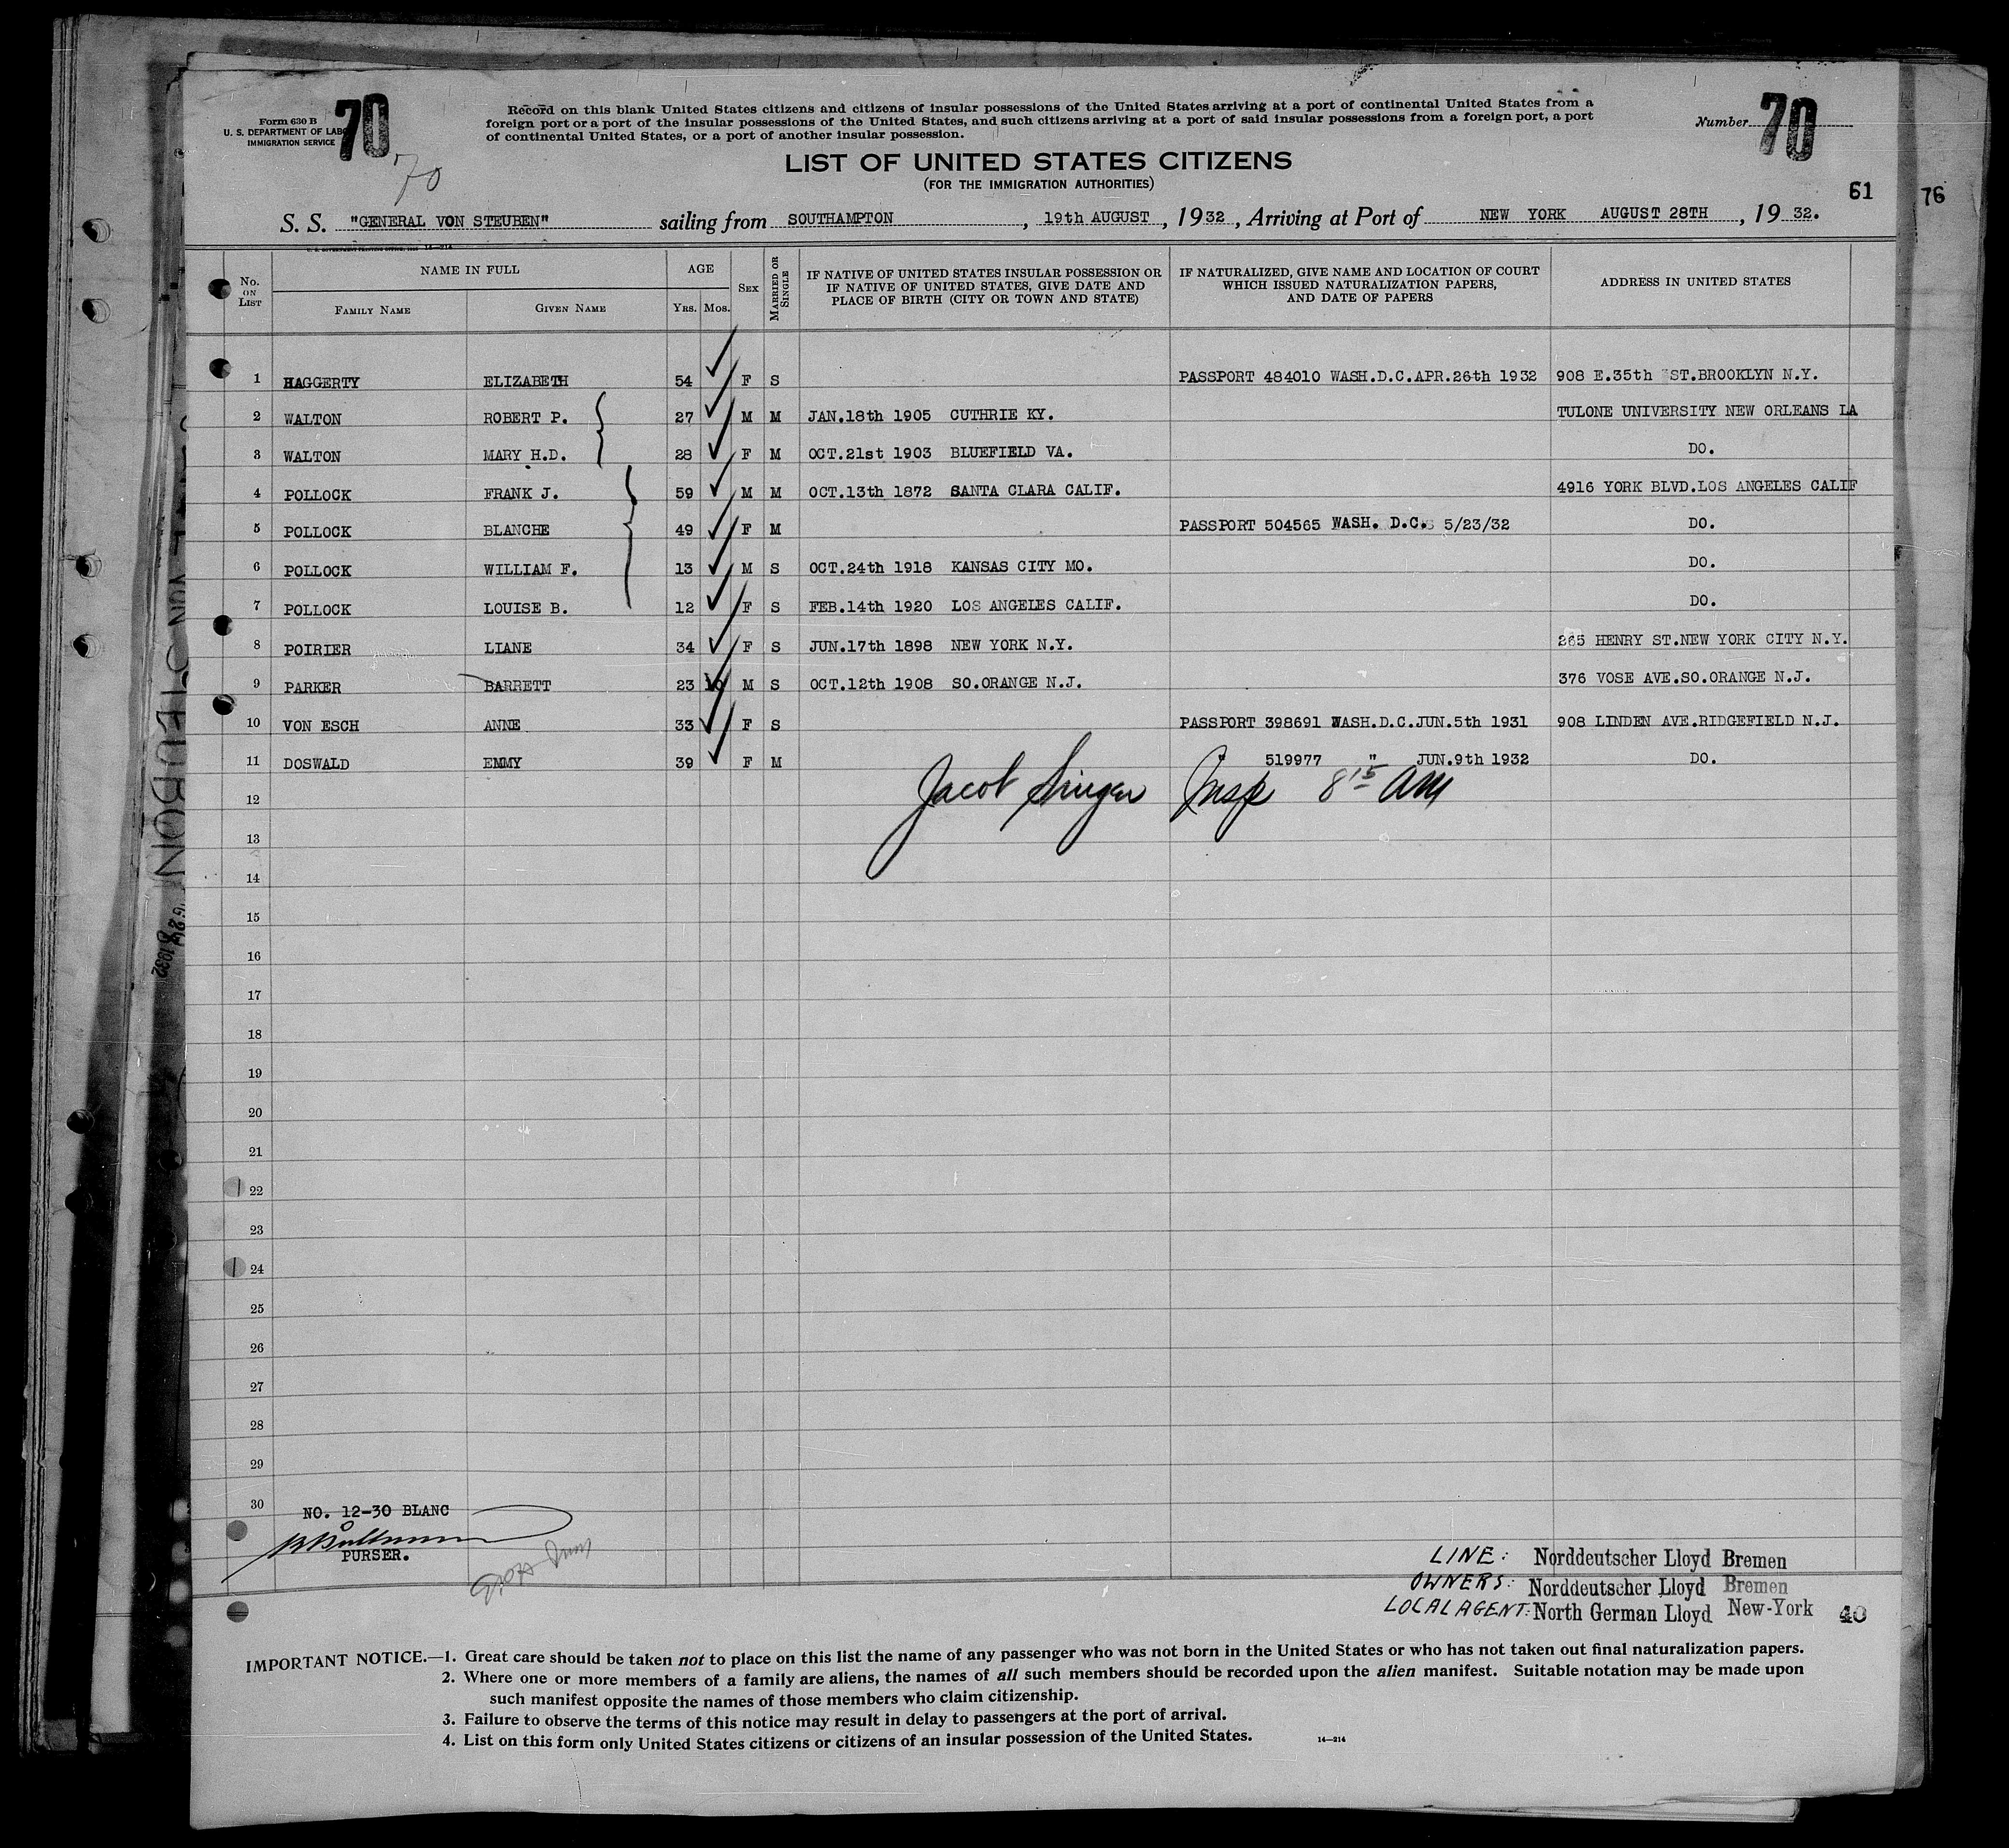 Form 630 B
U. S. DEPARTMENT OF LABO
IMMIGRATION SERVICE
70
70
Record on this blank United States citizens and citizens of insular possessions of the United States arriving at a port of continental United States from a
foreign port or a port of the insular possessions of the United States, and such citizens arriving at a port of said insular possessions from a foreign port, a port
of continental United States, or a port of another insular possession.
Number 70
LIST OF UNITED STATES CITIZENS
(FOR THE IMMIGRATION AUTHORITIES)
61
76
S. S. "GENERAL VON STEUBEN" sailing from SOUTHAMPTON, 19th AUGUST, 1932, Arriving at Port of NEW YORK AUGUST 28TH, 1932.
No. ON LIST
NAME IN FULL
FAMILY NAME
GIVEN NAME
AGE
YRS. MOS.
SEX
MARRIED OR SINGLE
IF NATIVE OF UNITED STATES INSULAR POSSESSION OR
IF NATIVE OF UNITED STATES, GIVE DATE AND
PLACE OF BIRTH (CITY OR TOWN AND STATE)
IF NATURALIZED, GIVE NAME AND LOCATION OF COURT
WHICH ISSUED NATURALIZATION PAPERS,
AND DATE OF PAPERS
ADDRESS IN UNITED STATES
1 HAGGERTY ELIZABETH 54 F S PASSPORT 484010 WASH.D.C.APR.26th 1932 908 E.35th ST.BROOKLYN N.Y.
2 WALTON ROBERT P. 27 M M JAN.18th 1905 GUTHRIE KY. TULONE UNIVERSITY NEW ORLEANS LA
3 WALTON MARY H.D. 28 F M OCT.21st 1903 BLUEFIELD VA. DO.
4 POLLOCK FRANK J. 59 M M OCT.13th 1872 SANTA CLARA CALIF. 4916 YORK BLVD.LOS ANGELES CALIF
5 POLLOCK BLANCHE 49 F M PASSPORT 504565 WASH. D.C. 5/23/32 DO.
6 POLLOCK WILLIAM F. 13 M S OCT.24th 1918 KANSAS CITY MO. DO.
7 POLLOCK LOUISE B. 12 F S FEB.14th 1920 LOS ANGELES CALIF. DO.
8 POIRIER LIANE 34 F S JUN.17th 1898 NEW YORK N.Y. 265 HENRY ST.NEW YORK CITY N.Y.
9 PARKER BARRETT 23 10 M S OCT.12th 1908 SO.ORANGE N.J. 376 VOSE AVE.SO.ORANGE N.J.
10 VON ESCH ANNE 33 F S PASSPORT 398691 WASH.D.C.JUN.5th 1931 908 LINDEN AVE.RIDGEFIELD N.J.
11 DOSWALD EMMY 39 F M " 519977 " JUN.9th 1932 DO.
Jacob Singer Insp 8 15 AM
12
13
14
15
16
17
18
19
20
21
22
23
24
25
26
27
28
29
30
NO. 12-30 BLANC
PURSER.
LINE: Norddeutscher Lloyd Bremen
OWNERS: Norddeutscher Lloyd Bremen
LOCAL AGENT: North German Lloyd New-York
40
IMPORTANT NOTICE.—1. Great care should be taken not to place on this list the name of any passenger who was not born in the United States or who has not taken out final naturalization papers.
2. Where one or more members of a family are aliens, the names of all such members should be recorded upon the alien manifest. Suitable notation may be made upon
such manifest opposite the names of those members who claim citizenship.
3. Failure to observe the terms of this notice may result in delay to passengers at the port of arrival.
4. List on this form only United States citizens or citizens of an insular possession of the United States.
14—214